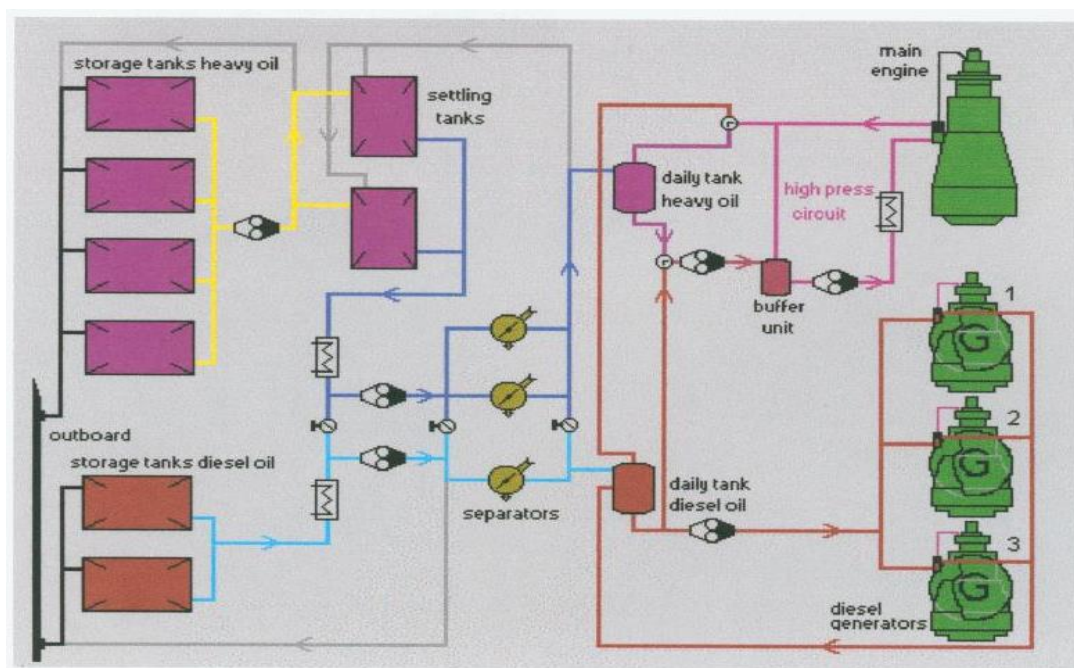 storage tanks heavy oil
settling
tanks
main
engine
daily tank
heavy oil
high press
circuit
buffer
unit
outboard
storage tanks diesel oil
separators
daily tank
diesel oil
1
G
2
G
3
G
diesel
generators